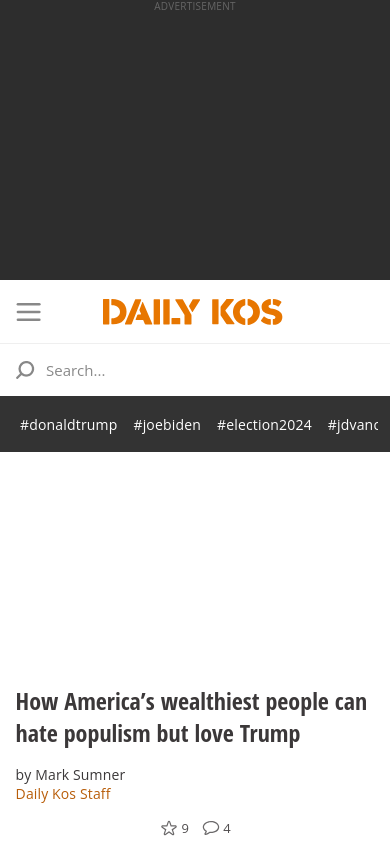 ADVERTISEMENT
DAILY KOS
Search...
#donaldtrump #joebiden #election2024 #jdvanc
How America’s wealthiest people can
hate populism but love Trump
by Mark Sumner
Daily Kos Staff
9 4